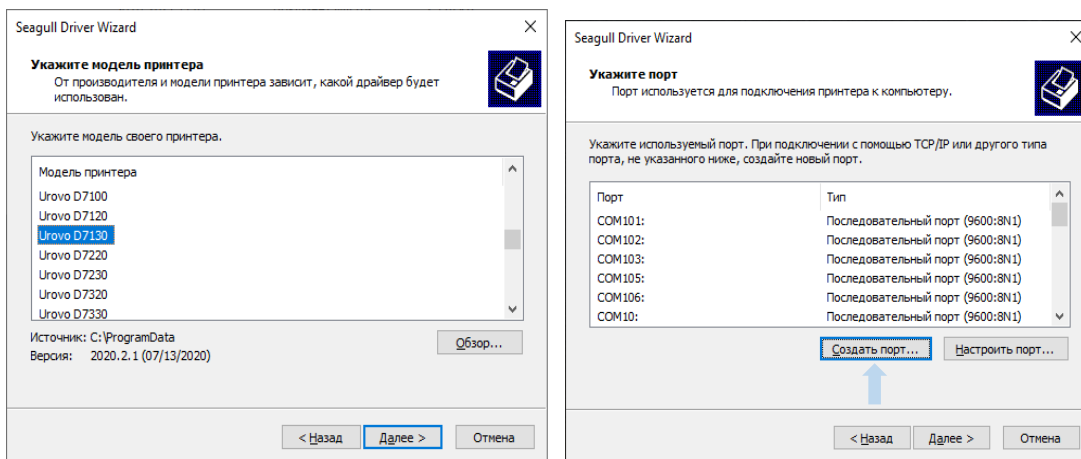 Seagull Driver Wizard
Укажите модель принтера
От производителя и модели принтера зависит, какой драйвер будет
использован.
Укажите модель своего принтера.
Модель принтера
Urovo D7100
Urovo D7120
Urovo D7130
Urovo D7220
Urovo D7230
Urovo D7320
Urovo D7330
Источник: C:\ProgramData
Версия: 2020.2.1 (07/13/2020)
Обзор...
< Назад
Далее >
Отмена
Seagull Driver Wizard
Укажите порт
Порт используется для подключения принтера к компьютеру.
Укажите используемый порт. При подключении с помощью TCP/IP или другого типа
порта, не указанного ниже, создайте новый порт.
Порт Тип
COM101: Последовательный порт (9600:8N1)
COM102: Последовательный порт (9600:8N1)
COM103: Последовательный порт (9600:8N1)
COM105: Последовательный порт (9600:8N1)
COM106: Последовательный порт (9600:8N1)
COM10: Последовательный порт (9600:8N1)
Создать порт...
Настроить порт...
< Назад
Далее >
Отмена